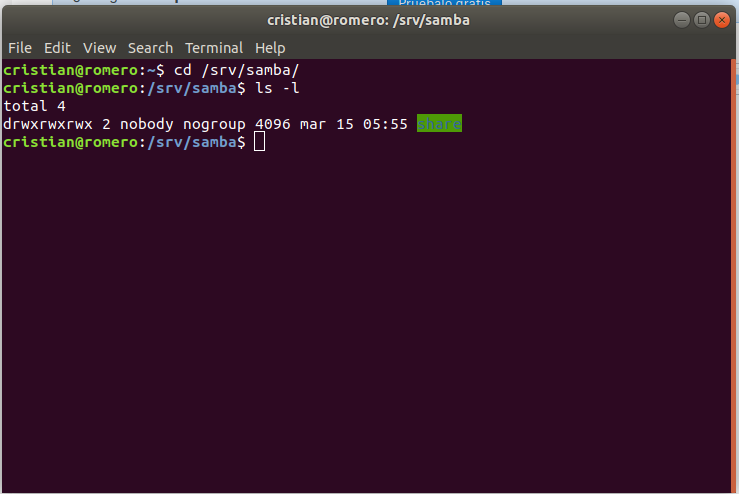 Pruébalo gratis
cristian@romero: /srv/samba
File Edit View Search Terminal Help
cristian@romero:~$ cd /srv/samba/
cristian@romero:/srv/samba$ ls -l
total 4
drwxrwxrwx 2 nobody nogroup 4096 mar 15 05:55 share
cristian@romero:/srv/samba$